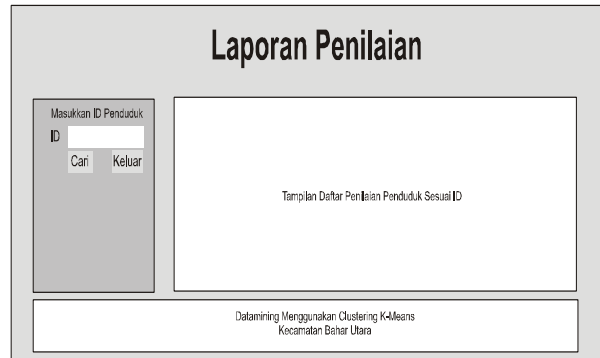 Laporan Penilaian
Masukkan ID Penduduk
ID
Cari Keluar
Tampilan Daftar Penilaian Penduduk Sesuai ID
Datamining Menggunakan Clustering K-Means
Kecamatan Bahar Utara